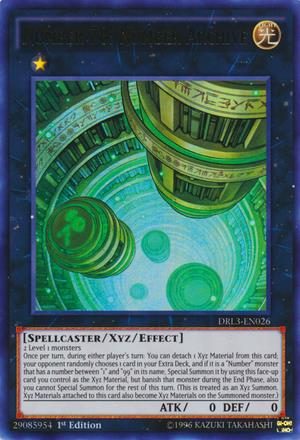 Number 78: Number Archive
光
DRL3-EN026
[SPELLCASTER/XYZ/EFFECT]
2 Level 1 monsters
Once per turn, during either player's turn: You can detach 1 Xyz Material from this card;
your opponent randomly chooses 1 card in your Extra Deck, and if it is a "Number" monster
that has a number between "1" and "99" in its name, Special Summon it by using this face-up
card you control as the Xyz Material, but banish that monster during the End Phase, also
you cannot Special Summon for the rest of this turn. (This is treated as an Xyz Summon.
Xyz Materials attached to this card also become Xyz Materials on the Summoned monster.)
ATK/ 0 DEF/ 0
29085954 1st Edition ©1996 KAZUKI TAKAHASHI